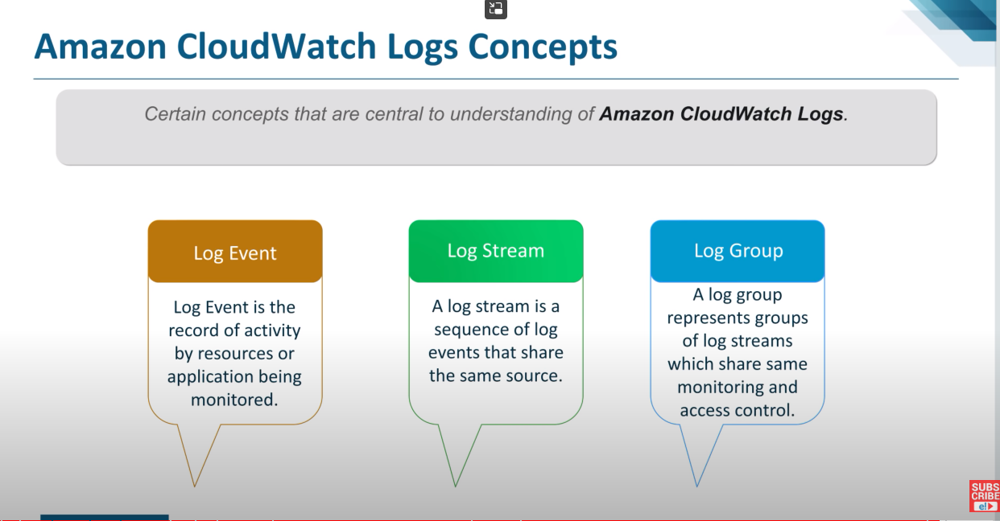 Amazon CloudWatch Logs Concepts
Certain concepts that are central to understanding of Amazon CloudWatch Logs.
Log Event
Log Event is the
record of activity
by resources or
application being
monitored.
Log Stream
A log stream is a
sequence of log
events that share
the same source.
Log Group
A log group
represents groups
of log streams
which share same
monitoring and
access control.
SUBS
CRIBE
e!